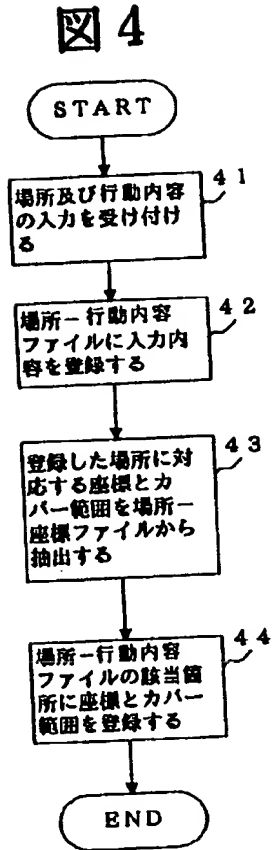 図4
START
41
場所及び行動内容
の入力を受け付け
る
42
場所－行動内容
ファイルに入力内
容を登録する
43
登録した場所に対
応する座標とカ
バー範囲を場所－
座標ファイルから
抽出する
44
場所－行動内容
ファイルの該当箇
所に座標とカバー
範囲を登録する
END